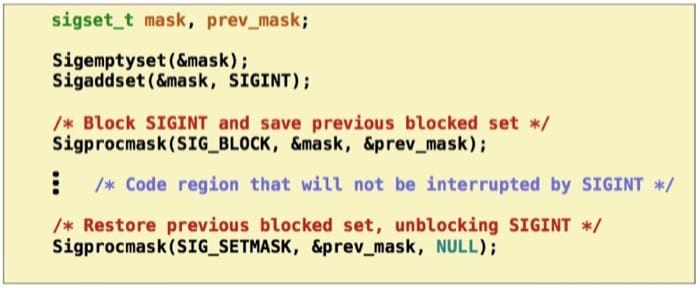 sigset_t mask, prev_mask;
Sigemptyset(&mask);
Sigaddset(&mask, SIGINT);
/* Block SIGINT and save previous blocked set */
Sigprocmask(SIG_BLOCK, &mask, &prev_mask);
/* Code region that will not be interrupted by SIGINT */
/* Restore previous blocked set, unblocking SIGINT */
Sigprocmask(SIG_SETMASK, &prev_mask, NULL);